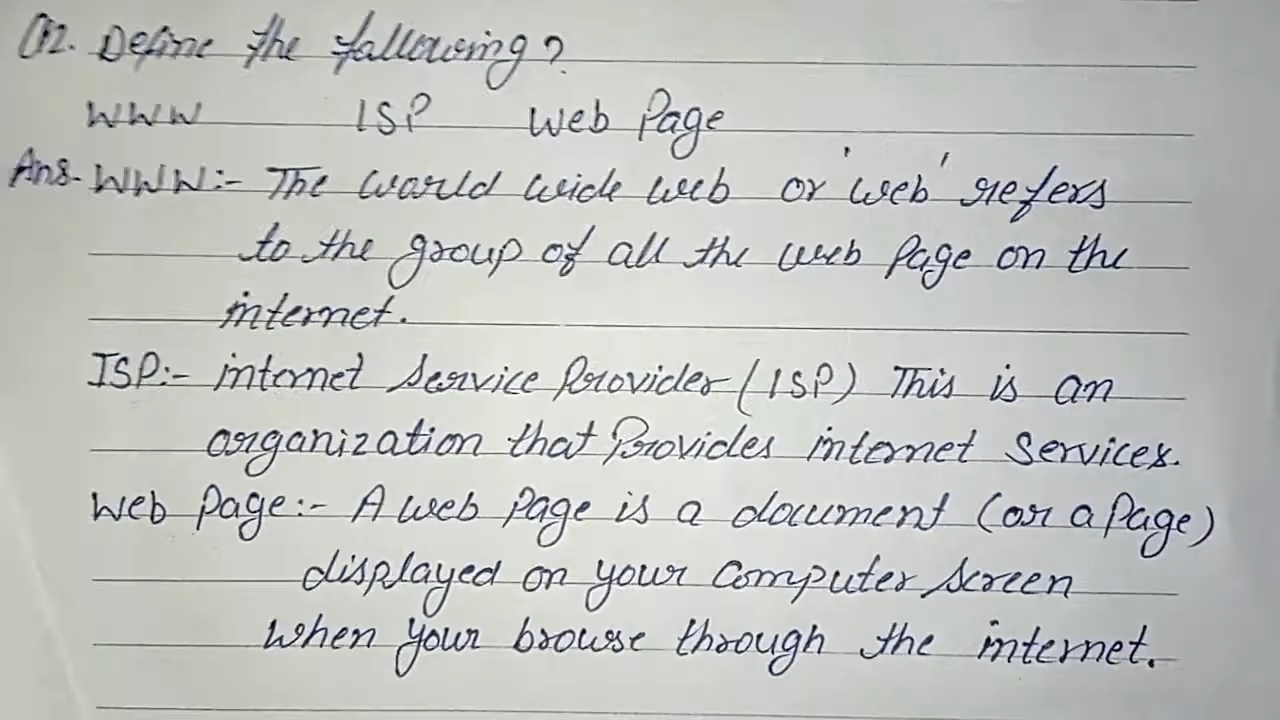 Q2. Define the following?
WWW ISP Web Page
Ans. WWW:- The World Wide Web or 'web' refers
to the group of all the web Page on the
internet.
ISP:- internet Service Provider (ISP) This is an
organization that Provides internet Services.
Web Page:- A web Page is a document (or a Page)
displayed on your Computer Screen
when your browse through the internet.